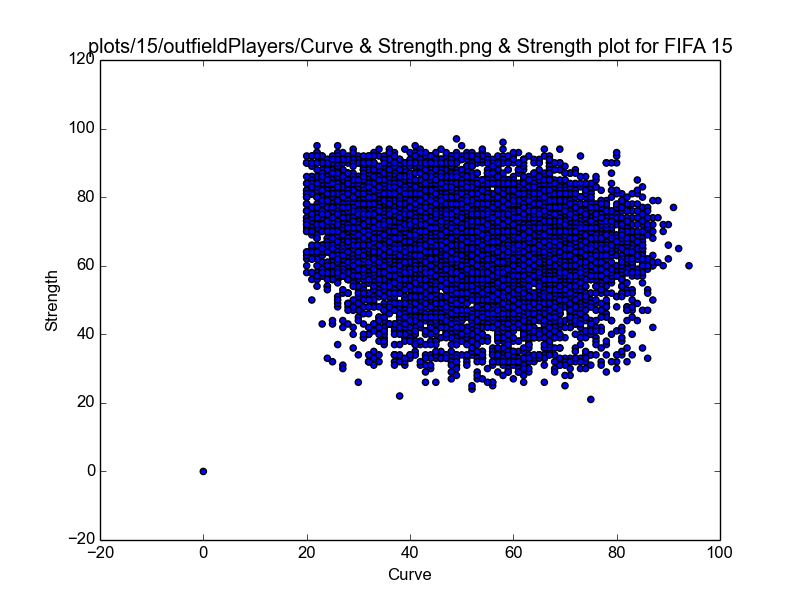 plots/15/outfieldPlayers/Curve & Strength.png & Strength plot for FIFA 15
120
100
80
60
40
20
0
−20
Strength
−20 0 20 40 60 80 100
Curve